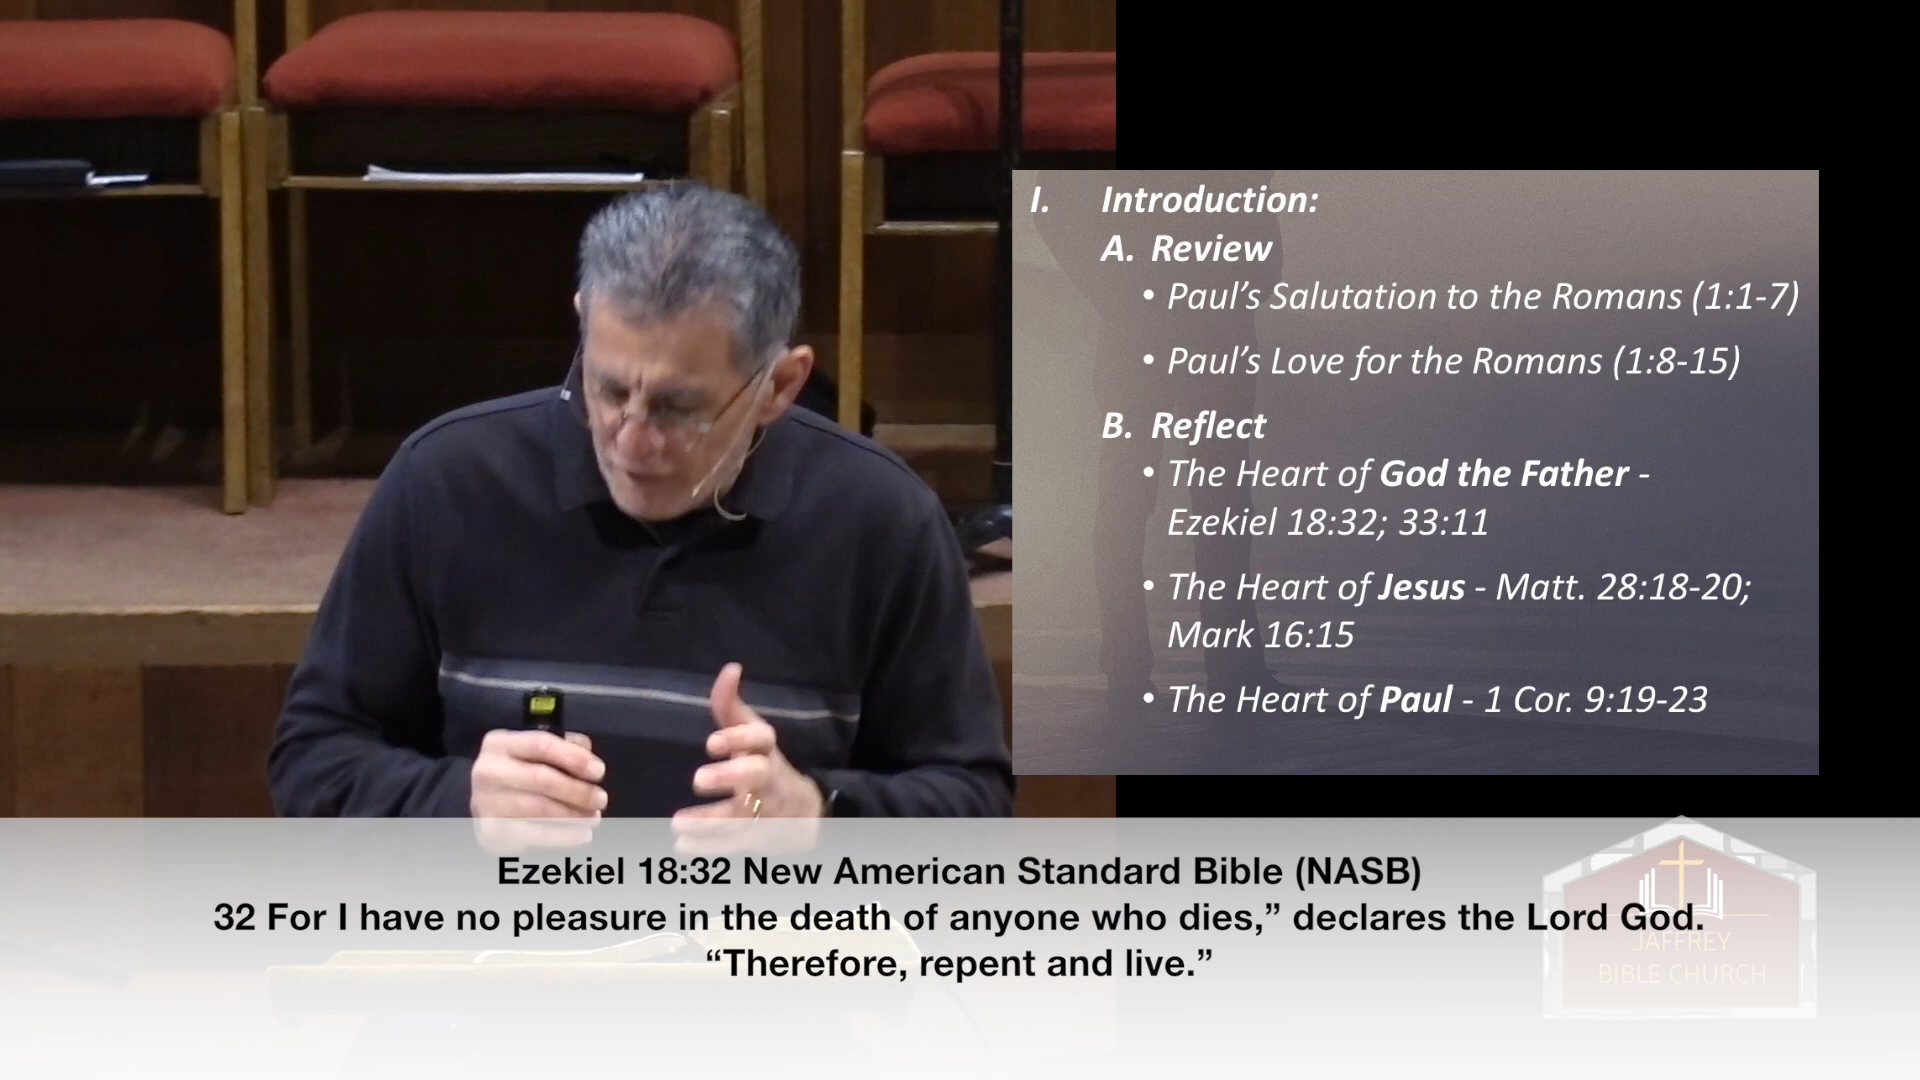 I. Introduction:
A. Review
• Paul’s Salutation to the Romans (1:1-7)
• Paul’s Love for the Romans (1:8-15)
B. Reflect
• The Heart of God the Father -
Ezekiel 18:32; 33:11
• The Heart of Jesus - Matt. 28:18-20;
Mark 16:15
• The Heart of Paul - 1 Cor. 9:19-23
Ezekiel 18:32 New American Standard Bible (NASB)
32 For I have no pleasure in the death of anyone who dies,” declares the Lord God.
“Therefore, repent and live.”
JAFFREY
BIBLE CHURCH